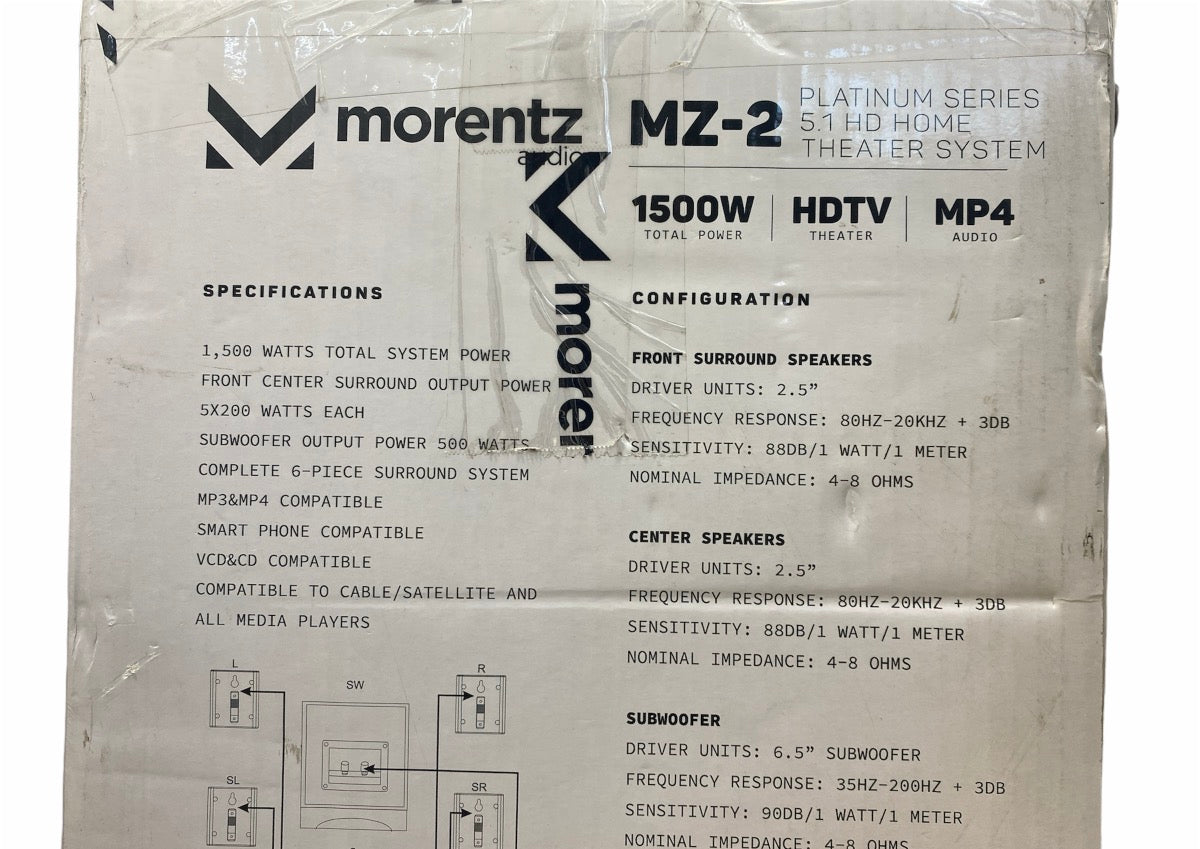 morentz
audio
MZ-2
PLATINUM SERIES
5.1 HD HOME
THEATER SYSTEM
1500W
TOTAL POWER
HDTV
THEATER
MP4
AUDIO
morei
SPECIFICATIONS
1,500 WATTS TOTAL SYSTEM POWER
FRONT CENTER SURROUND OUTPUT POWER
5X200 WATTS EACH
SUBWOOFER OUTPUT POWER 500 WATTS
COMPLETE 6-PIECE SURROUND SYSTEM
MP3&MP4 COMPATIBLE
SMART PHONE COMPATIBLE
VCD&CD COMPATIBLE
COMPATIBLE TO CABLE/SATELLITE AND
ALL MEDIA PLAYERS
L
SW
R
SL
SR
CONFIGURATION
FRONT SURROUND SPEAKERS
DRIVER UNITS: 2.5”
FREQUENCY RESPONSE: 80HZ-20KHZ + 3DB
SENSITIVITY: 88DB/1 WATT/1 METER
NOMINAL IMPEDANCE: 4-8 OHMS
CENTER SPEAKERS
DRIVER UNITS: 2.5”
FREQUENCY RESPONSE: 80HZ-20KHZ + 3DB
SENSITIVITY: 88DB/1 WATT/1 METER
NOMINAL IMPEDANCE: 4-8 OHMS
SUBWOOFER
DRIVER UNITS: 6.5” SUBWOOFER
FREQUENCY RESPONSE: 35HZ-200HZ + 3DB
SENSITIVITY: 90DB/1 WATT/1 METER
NOMINAL IMPEDANCE: 4-8 OHMS